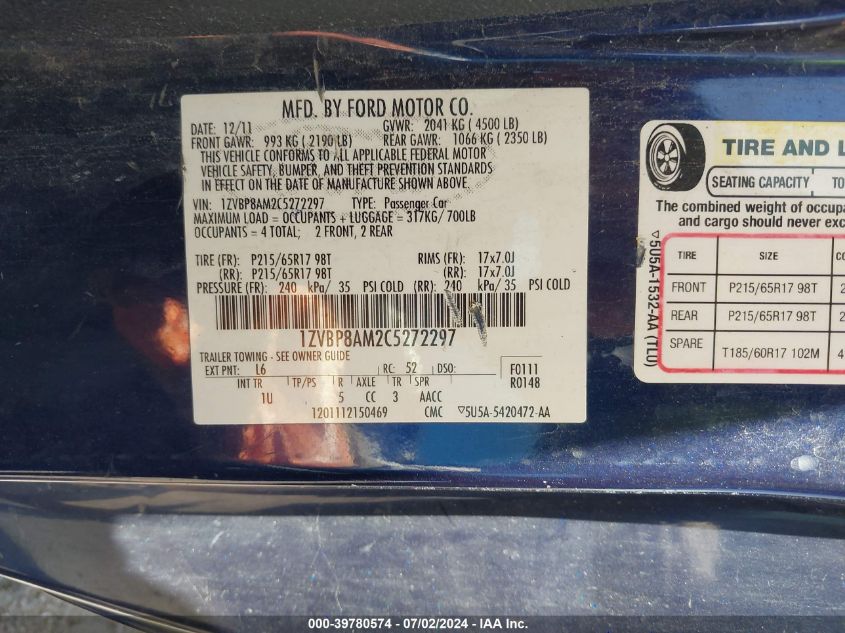 MFD. BY FORD MOTOR CO.
DATE: 12/11 GVWR: 2041 KG ( 4500 LB)
FRONT GAWR: 993 KG ( 2190 LB) REAR GAWR: 1066 KG ( 2350 LB)
THIS VEHICLE CONFORMS TO ALL APPLICABLE FEDERAL MOTOR
VEHICLE SAFETY, BUMPER, AND THEFT PREVENTION STANDARDS
IN EFFECT ON THE DATE OF MANUFACTURE SHOWN ABOVE.
VIN: 1ZVBP8AM2C5272297 TYPE: Passenger Car
MAXIMUM LOAD = OCCUPANTS + LUGGAGE = 317KG/ 700LB
OCCUPANTS = 4 TOTAL; 2 FRONT, 2 REAR
TIRE (FR): P215/65R17 98T RIMS (FR): 17x7.0J
(RR): P215/65R17 98T (RR): 17x7.0J
PRESSURE (FR): 240 kPa/ 35 PSI COLD (RR): 240 kPa/ 35 PSI COLD
1ZVBP8AM2C5272297
TRAILER TOWING - SEE OWNER GUIDE
EXT PNT: L6 RC: 52 DSO: F0111
R0148
INT TR TP/PS R AXLE TR SPR
1U 5 CC 3 AACC
1201112150469 CMC ▽5U5A-5420472-AA
TIRE AND L
SEATING CAPACITY TO
The combined weight of occupa
and cargo should never exc
▽5U5A-1532-AA (TLU)
TIRE SIZE CO
FRONT P215/65R17 98T 2
REAR P215/65R17 98T 2
SPARE T185/60R17 102M 4
000-39780574 - 07/02/2024 - IAA Inc.